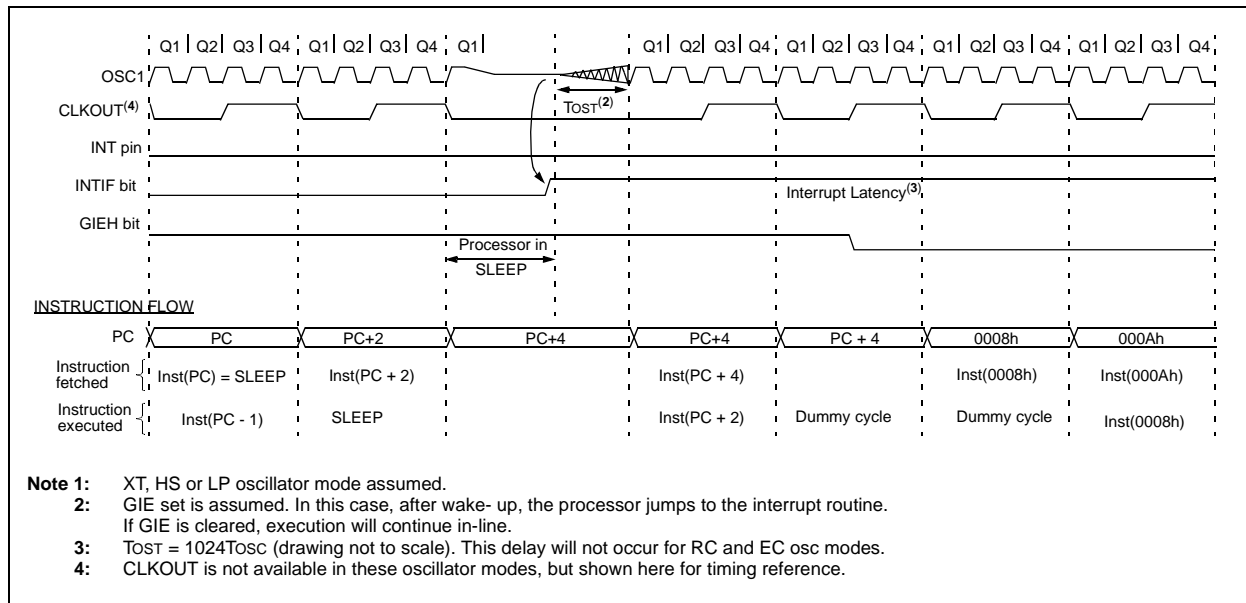 Q1 Q2 Q3 Q4 Q1 Q2 Q3 Q4 Q1 Q1 Q2 Q3 Q4 Q1 Q2 Q3 Q4 Q1 Q2 Q3 Q4 Q1 Q2 Q3 Q4
OSC1
TOST(2)
CLKOUT(4)
INT pin
INTIF bit
Interrupt Latency(3)
GIEH bit
Processor in
SLEEP
INSTRUCTION FLOW
PC PC PC+2 PC+4 PC+4 PC + 4 0008h 000Ah
Instruction
fetched
Inst(PC) = SLEEP Inst(PC + 2) Inst(PC + 4) Inst(0008h) Inst(000Ah)
Instruction
executed
Inst(PC - 1) SLEEP Inst(PC + 2) Dummy cycle Dummy cycle Inst(0008h)
Note 1: XT, HS or LP oscillator mode assumed.
2: GIE set is assumed. In this case, after wake- up, the processor jumps to the interrupt routine.
If GIE is cleared, execution will continue in-line.
3: TOST = 1024TOSC (drawing not to scale). This delay will not occur for RC and EC osc modes.
4: CLKOUT is not available in these oscillator modes, but shown here for timing reference.